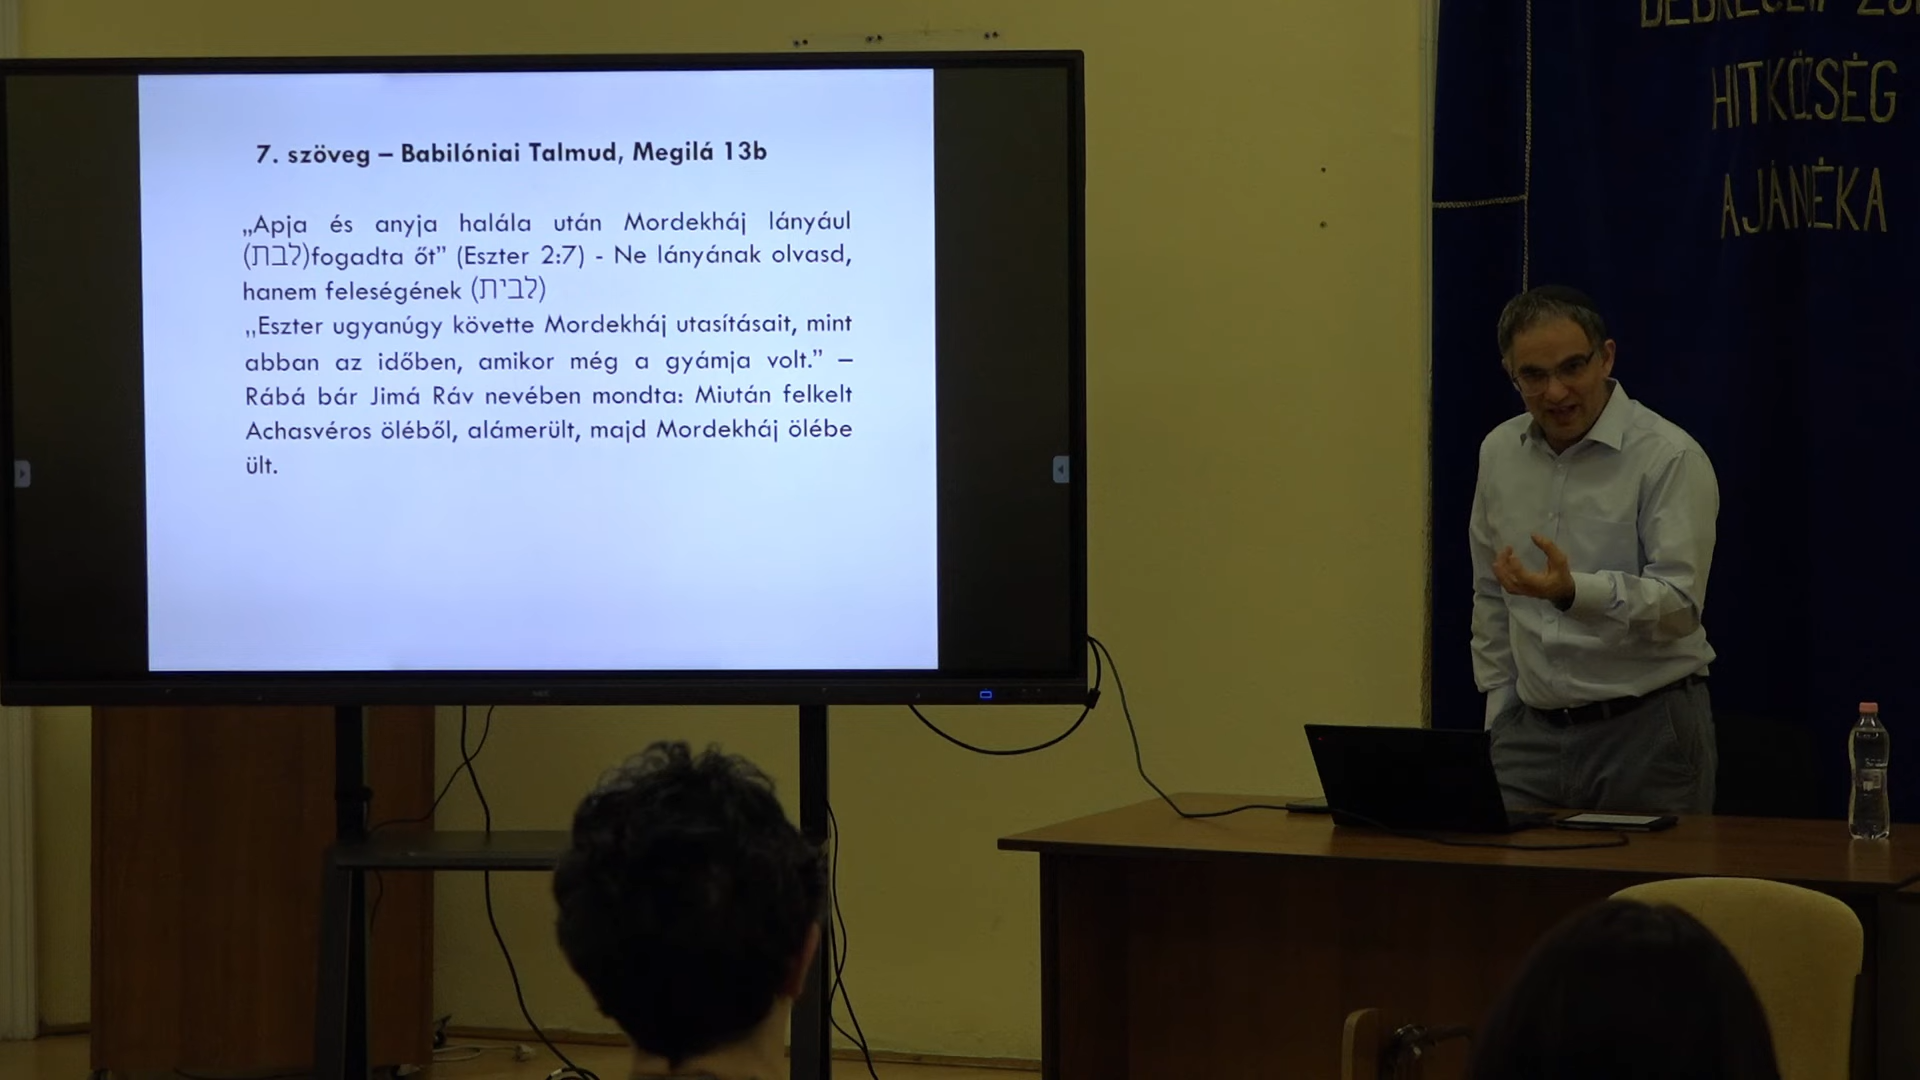 7. szöveg – Babilóniai Talmud, Megilá 13b
„Apja és anyja halála után Mordekháj lányául
(לבת)fogadta őt” (Eszter 2:7) - Ne lányának olvasd,
hanem feleségének (לבית)
„Eszter ugyanúgy követte Mordekháj utasításait, mint
abban az időben, amikor még a gyámja volt.” –
Rábá bár Jimá Ráv nevében mondta: Miután felkelt
Achasvéros öléből, alámerült, majd Mordekháj ölébe
ült.
HITKÖZSÉG
AJÁNÉKA